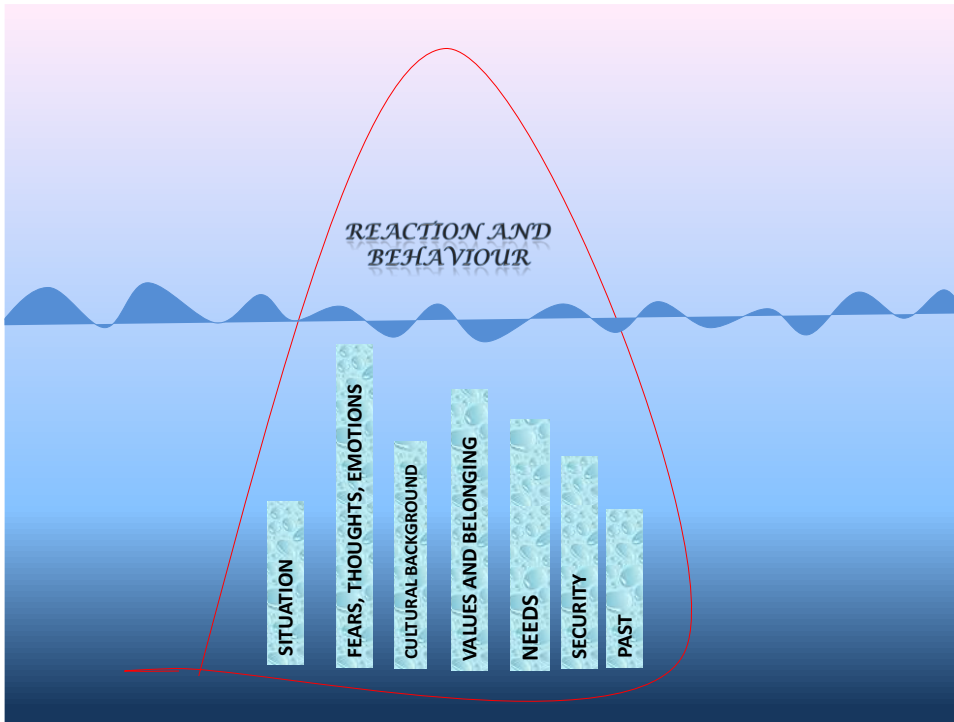 REACTION AND
BEHAVIOUR
SITUATION
FEARS, THOUGHTS, EMOTIONS
CULTURAL BACKGROUND
VALUES AND BELONGING
NEEDS
SECURITY
PAST